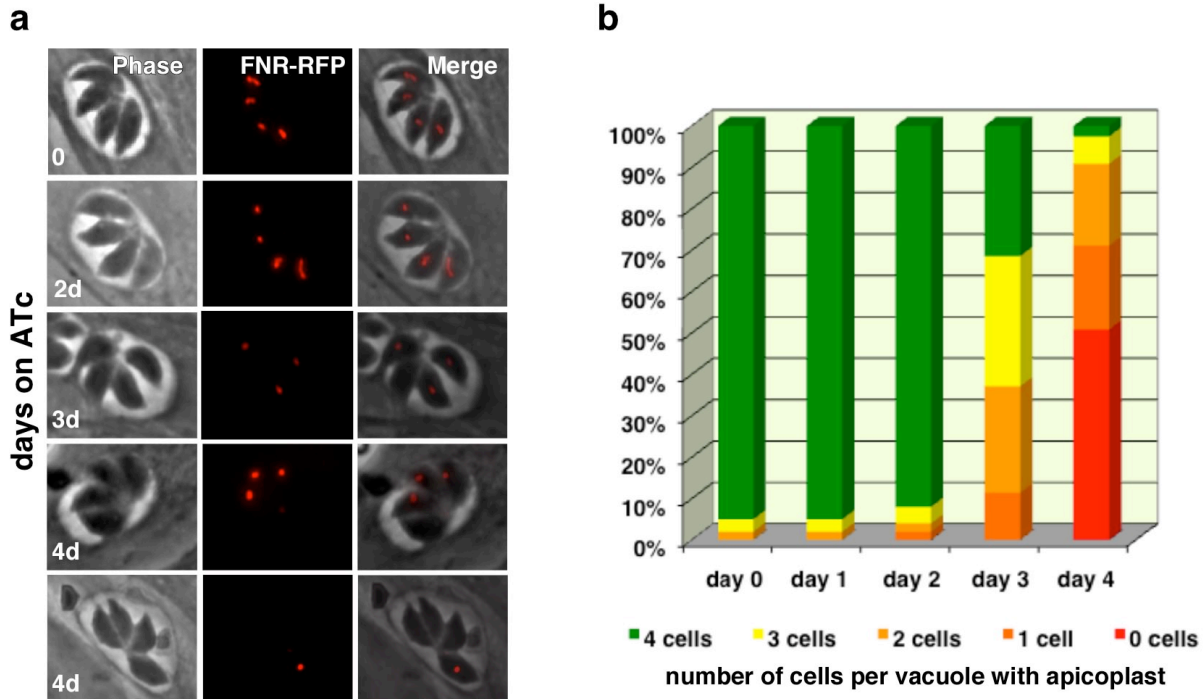 a
Phase
FNR-RFP
Merge
0
2d
3d
4d
4d
days on ATc
b
100%
90%
80%
70%
60%
50%
40%
30%
20%
10%
0%
day 0 day 1 day 2 day 3 day 4
4 cells 3 cells 2 cells 1 cell 0 cells
number of cells per vacuole with apicoplast